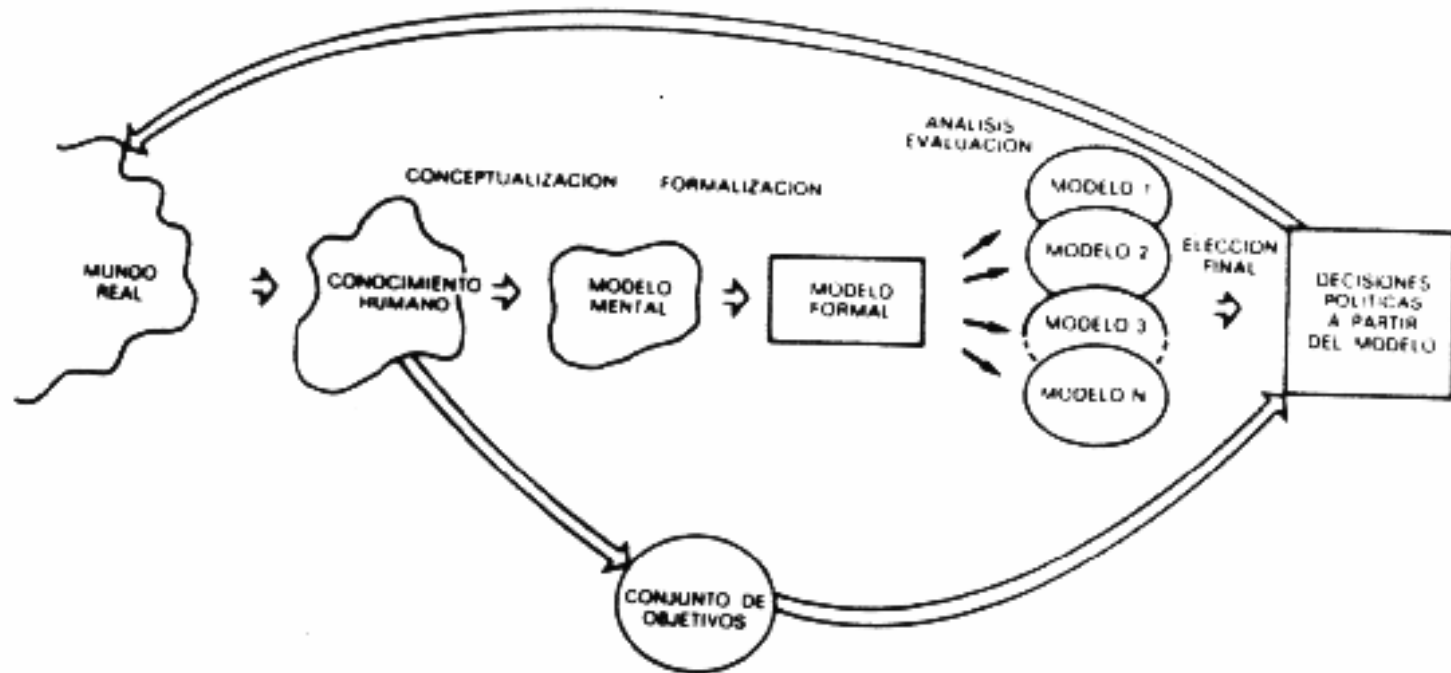 ANALISIS
EVALUACION
CONCEPTUALIZACION
FORMALIZACION
MUNDO
REAL
CONOCIMIENTO
HUMANO
MODELO
MENTAL
MODELO
FORMAL
MODELO 1
MODELO 2
MODELO 3
MODELO N
ELECCION
FINAL
DECISIONES
POLITICAS
A PARTIR
DEL MODELO
CONJUNTO DE
OBJETIVOS